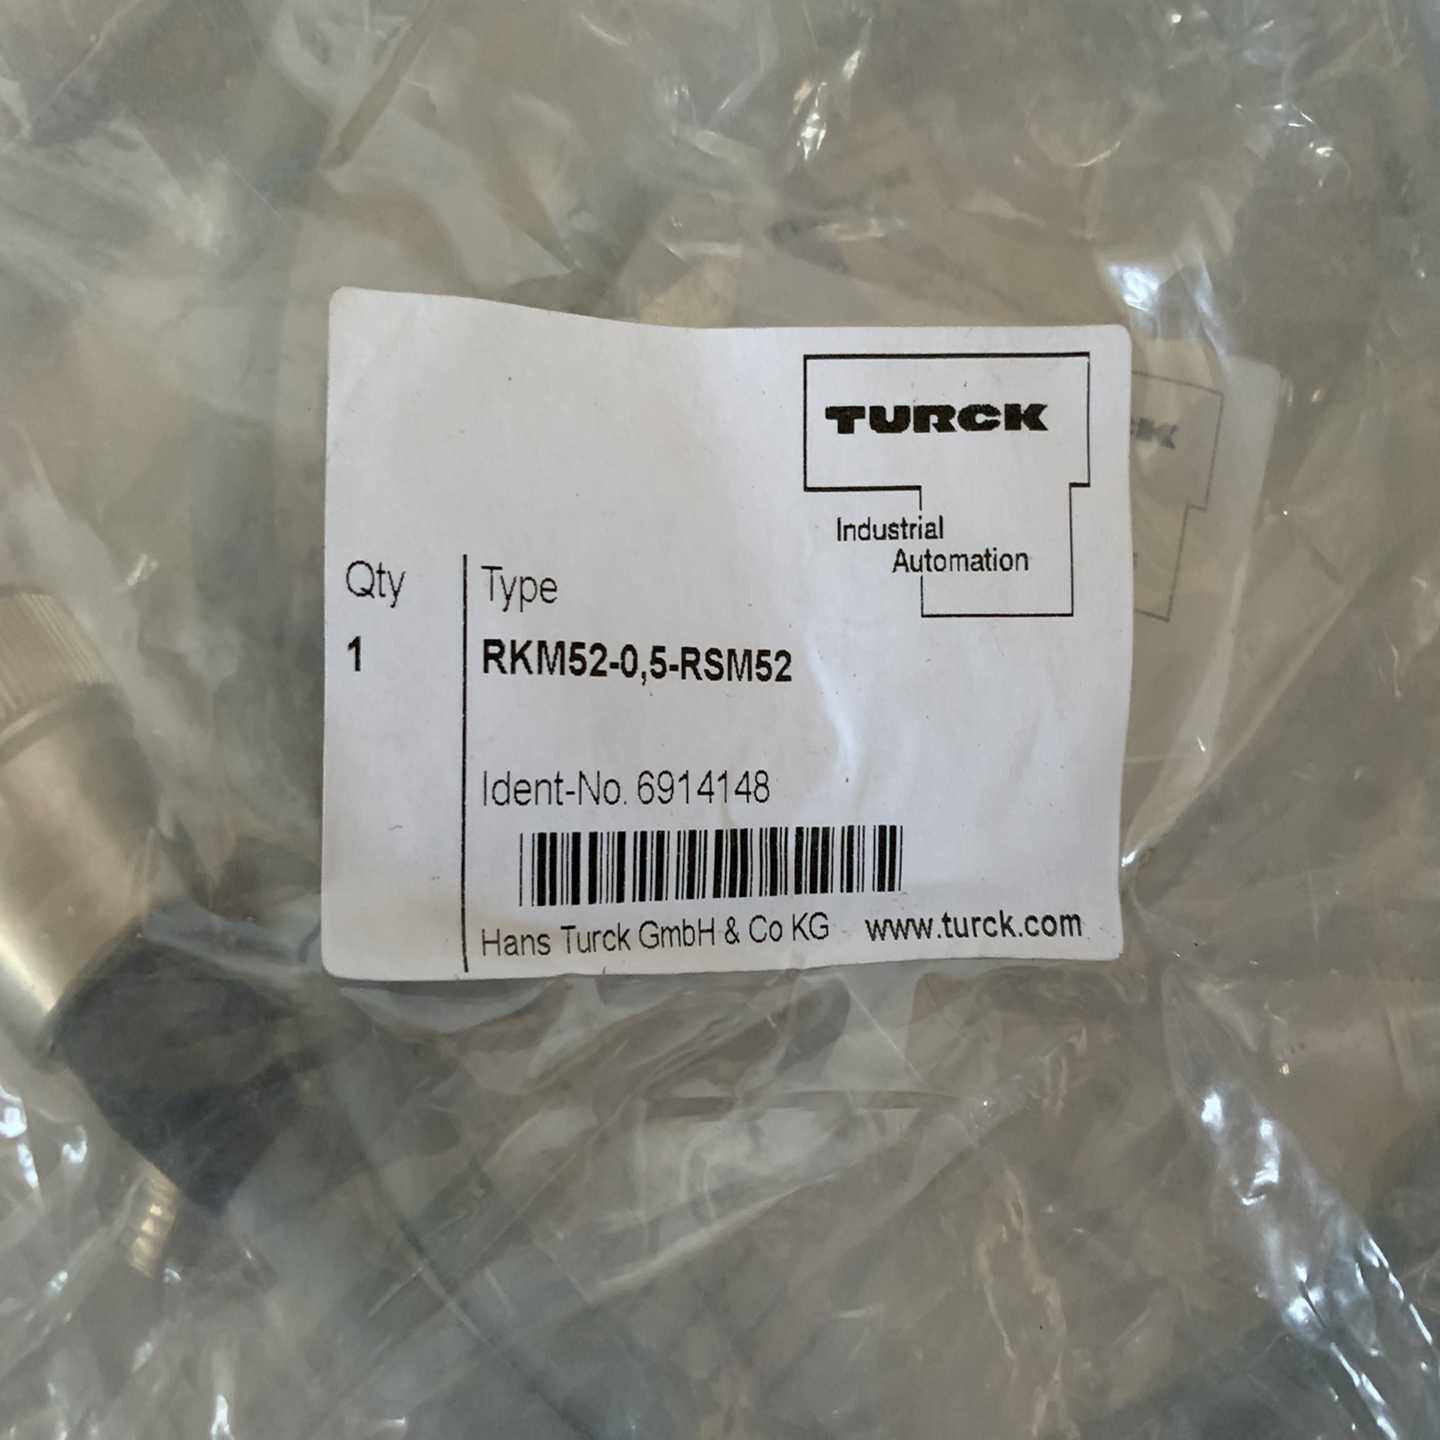 TURCK
Industrial
Automation
Qty Type
1 RKM52-0,5-RSM52
Ident-No. 6914148
Hans Turck GmbH & Co KG www.turck.com
CK